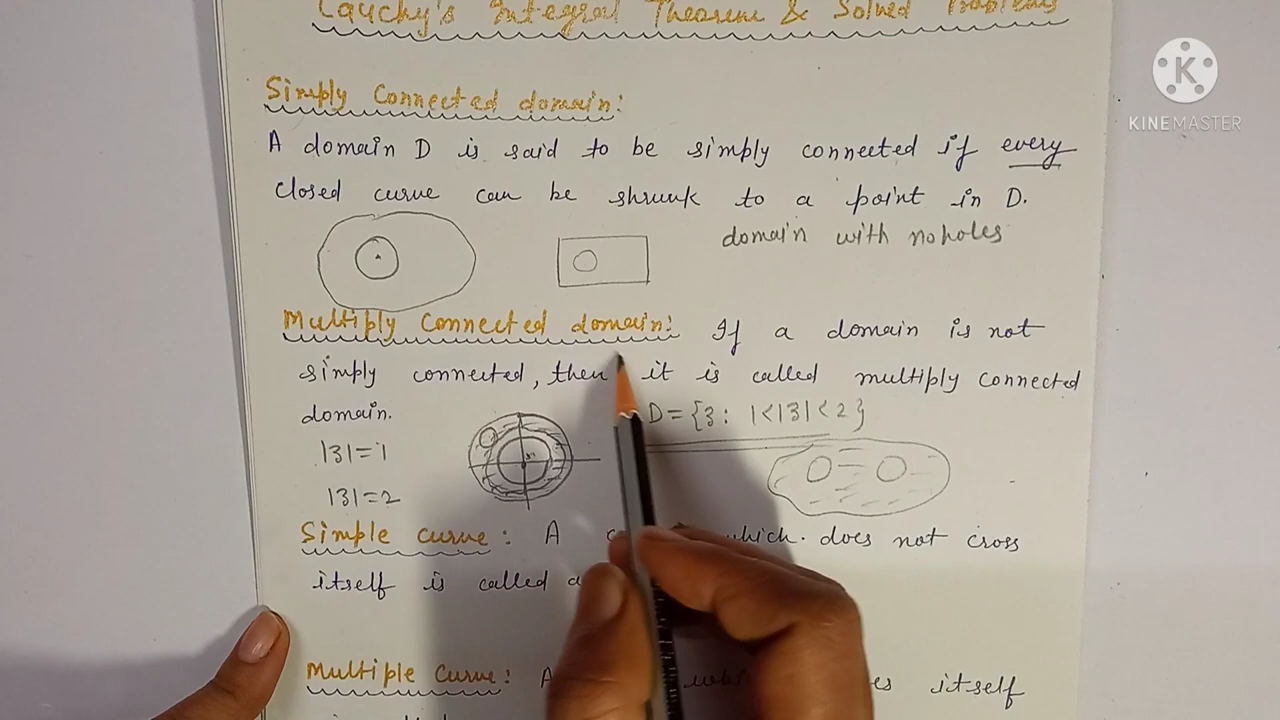 Cauchy's Integral Theorem & Solved Problems
KINEMASTER
Simply Connected domain:
A domain D is said to be simply connected if every
closed curve can be shrunk to a point in D.
domain with no holes
Multiply Connected domain: If a domain is not
simply connected, then it is called multiply connected
domain.
D = {z : 1<|z|<2}
|z|=1
|z|=2
Simple Curve: A which does not cross
itself is called a
Multiple Curve: A itself